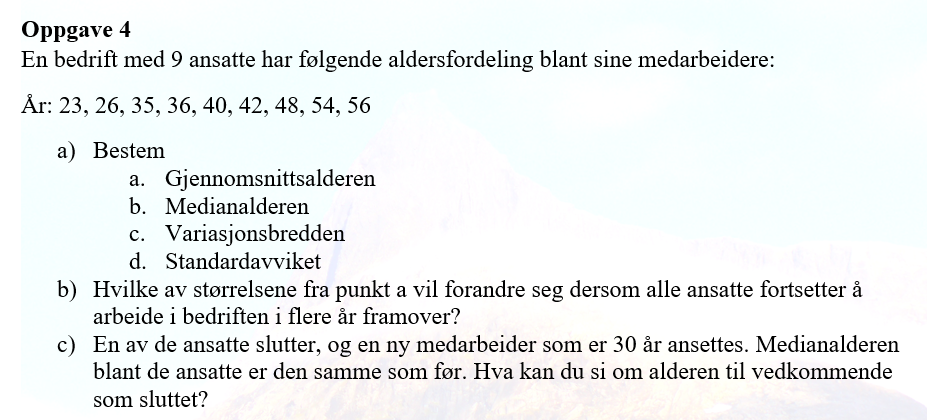 Oppgave 4
En bedrift med 9 ansatte har følgende aldersfordeling blant sine medarbeidere:
År: 23, 26, 35, 36, 40, 42, 48, 54, 56
a) Bestem
a. Gjennomsnittsalderen
b. Medianalderen
c. Variasjonsbredden
d. Standardavviket
b) Hvilke av størrelsene fra punkt a vil forandre seg dersom alle ansatte fortsetter å
arbeide i bedriften i flere år framover?
c) En av de ansatte slutter, og en ny medarbeider som er 30 år ansettes. Medianalderen
blant de ansatte er den samme som før. Hva kan du si om alderen til vedkommende
som sluttet?